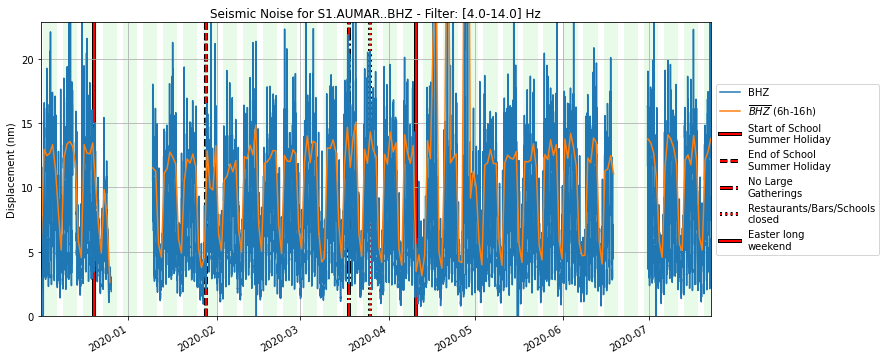 Seismic Noise for S1.AUMAR..BHZ - Filter: [4.0-14.0] Hz
Displacement (nm)
20
15
10
5
0
2020-01
2020-02
2020-03
2020-04
2020-05
2020-06
2020-07
BHZ
BHZ (6h-16h)
Start of School
Summer Holiday
End of School
Summer Holiday
No Large
Gatherings
Restaurants/Bars/Schools
closed
Easter long
weekend